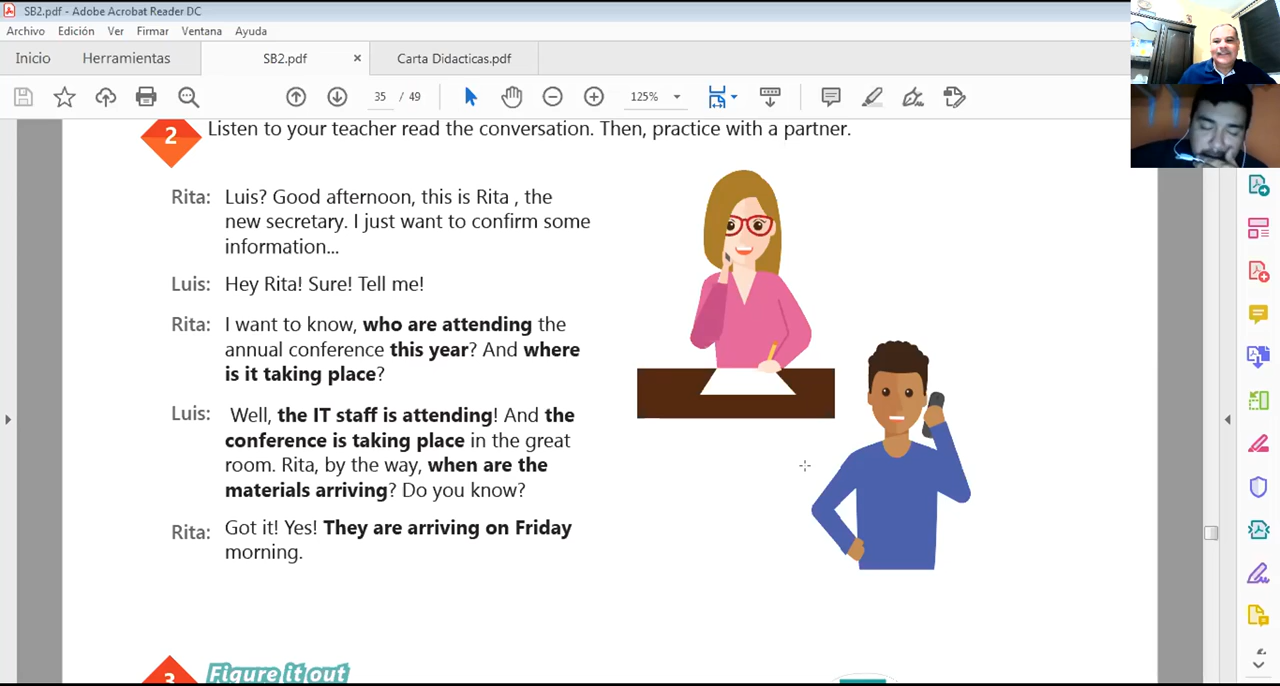 SB2.pdf - Adobe Acrobat Reader DC
Archivo Edición Ver Firmar Ventana Ayuda
Inicio Herramientas SB2.pdf × Carta Didacticas.pdf
35 / 49 125%
2 Listen to your teacher read the conversation. Then, practice with a partner.
Rita: Luis? Good afternoon, this is Rita , the
new secretary. I just want to confirm some
information...
Luis: Hey Rita! Sure! Tell me!
Rita: I want to know, who are attending the
annual conference this year? And where
is it taking place?
Luis: Well, the IT staff is attending! And the
conference is taking place in the great
room. Rita, by the way, when are the
materials arriving? Do you know?
Rita: Got it! Yes! They are arriving on Friday
morning.
3 Figure it out